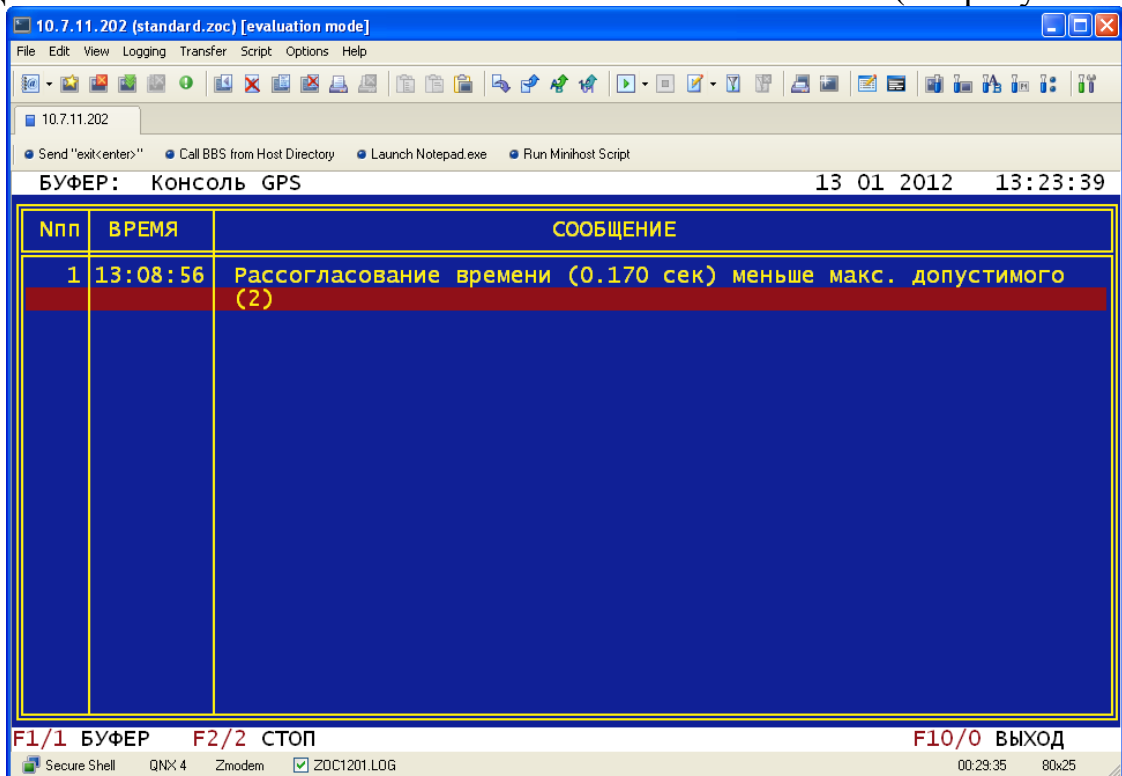 10.7.11.202 (standard.zoc) [evaluation mode]
File Edit View Logging Transfer Script Options Help
10.7.11.202
Send "exit<enter>" Call BBS from Host Directory Launch Notepad.exe Run Minihost Script
БУФЕР: Консоль GPS 13 01 2012 13:23:39
Nпп ВРЕМЯ СООБЩЕНИЕ
1 13:08:56 Рассогласование времени (0.170 сек) меньше макс. допустимого
(2)
F1/1 БУФЕР F2/2 СТОП F10/0 ВЫХОД
Secure Shell QNX 4 Zmodem ZOC1201.LOG 00:29:35 80x25